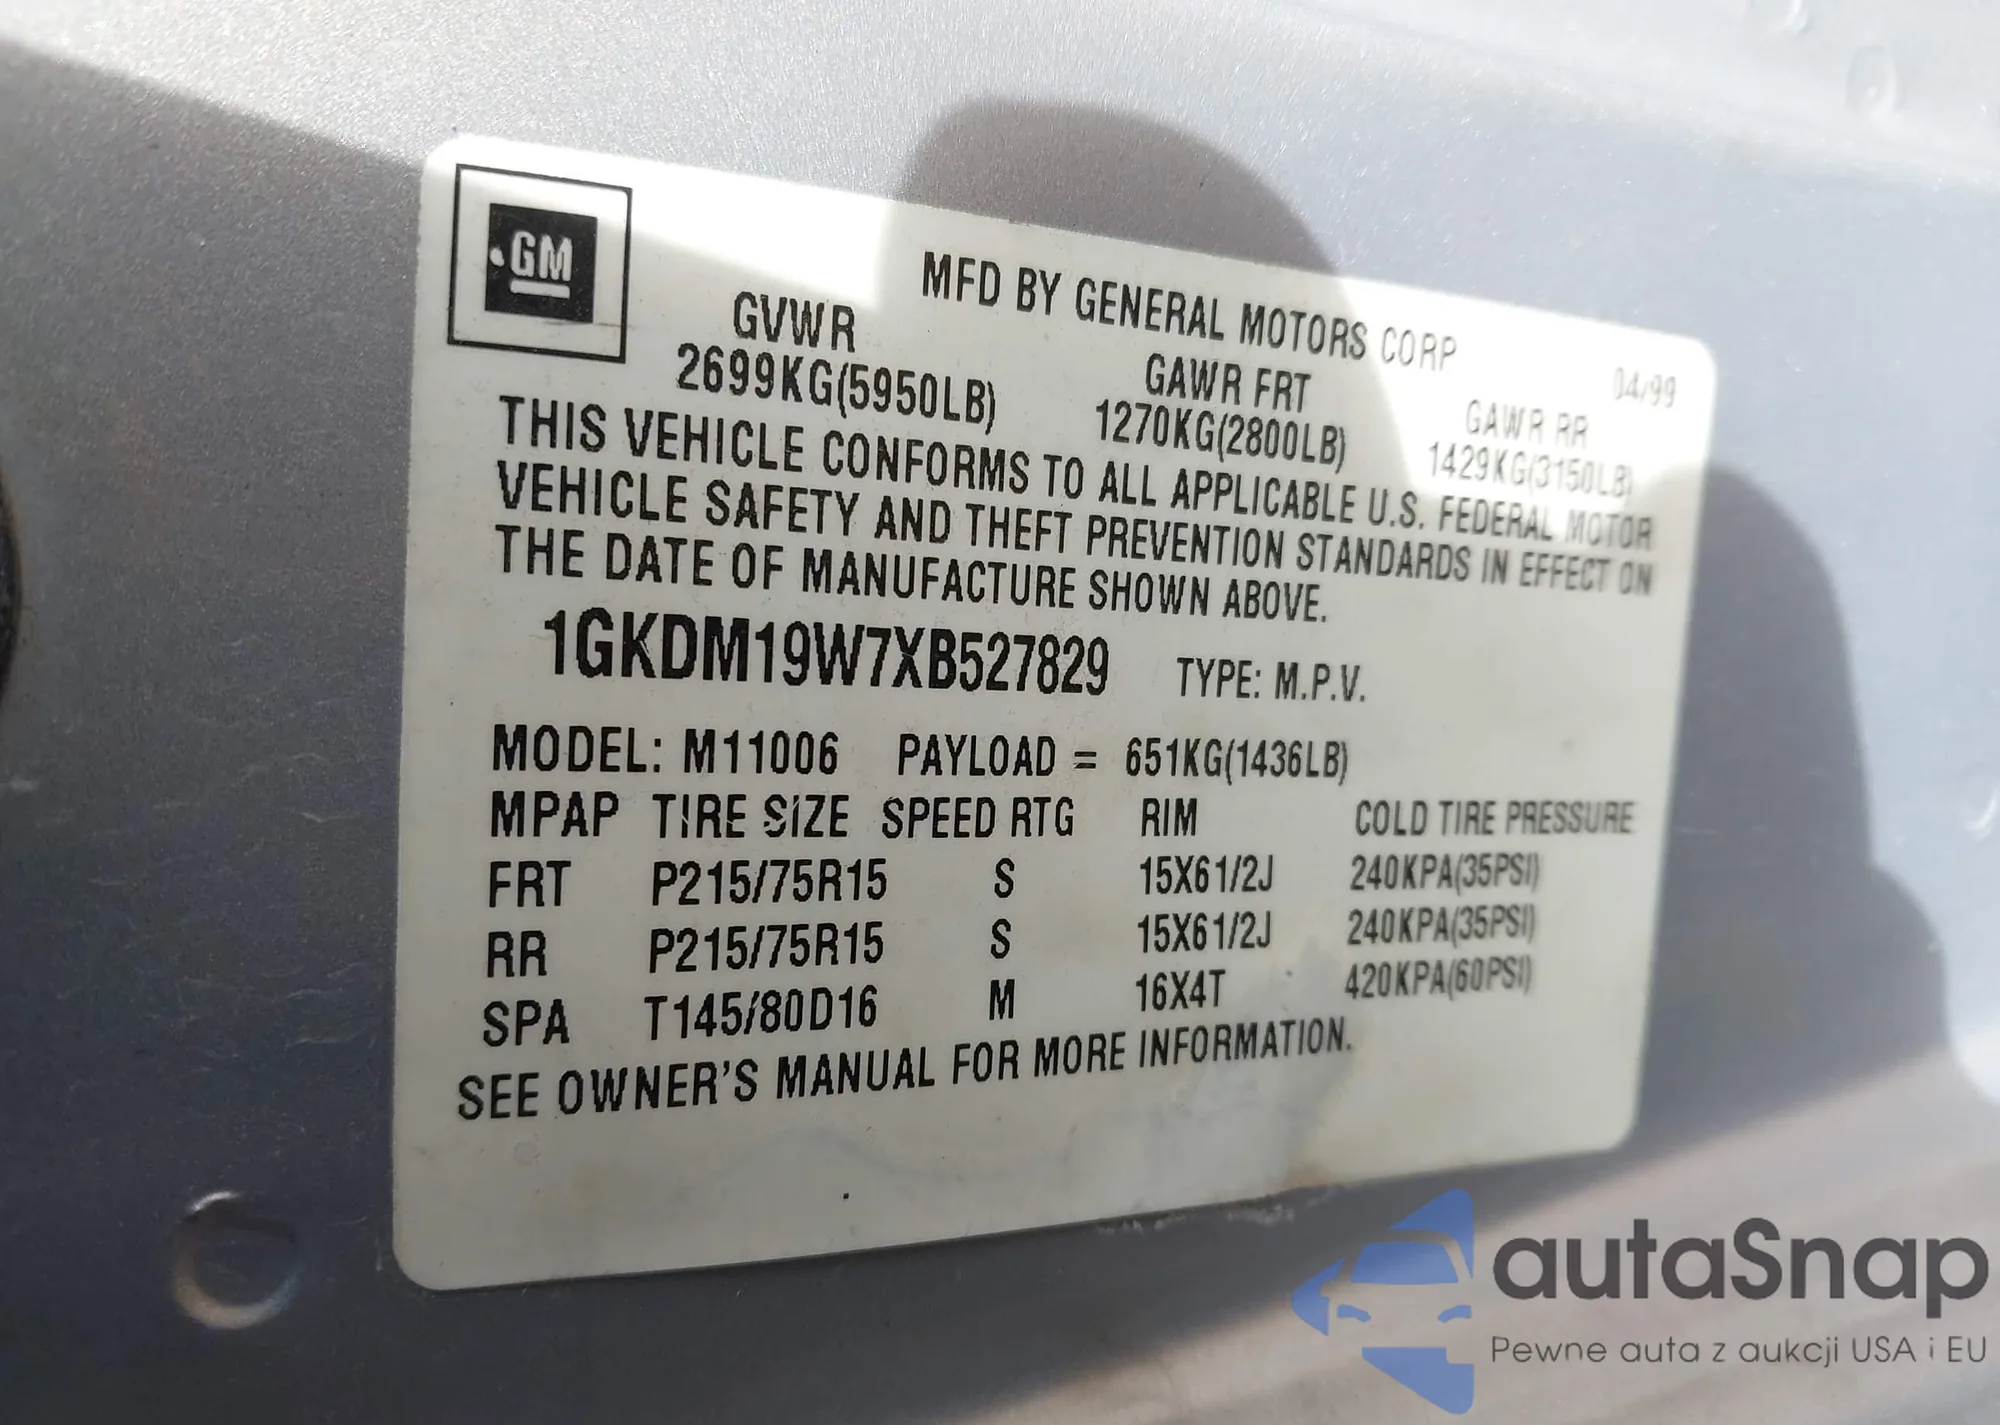 GM
MFD BY GENERAL MOTORS CORP 04/99
GVWR GAWR FRT GAWR RR
2699KG(5950LB) 1270KG(2800LB) 1429KG(3150LB)
THIS VEHICLE CONFORMS TO ALL APPLICABLE U.S. FEDERAL MOTOR
VEHICLE SAFETY AND THEFT PREVENTION STANDARDS IN EFFECT ON
THE DATE OF MANUFACTURE SHOWN ABOVE.
1GKDM19W7XB527829 TYPE: M.P.V.
MODEL: M11006 PAYLOAD = 651KG(1436LB)
MPAP TIRE SIZE SPEED RTG RIM COLD TIRE PRESSURE
FRT P215/75R15 S 15X61/2J 240KPA(35PSI)
RR P215/75R15 S 15X61/2J 240KPA(35PSI)
SPA T145/80D16 M 16X4T 420KPA(60PSI)
SEE OWNER'S MANUAL FOR MORE INFORMATION.
autaSnap
Pewne auta z aukcji USA i EU